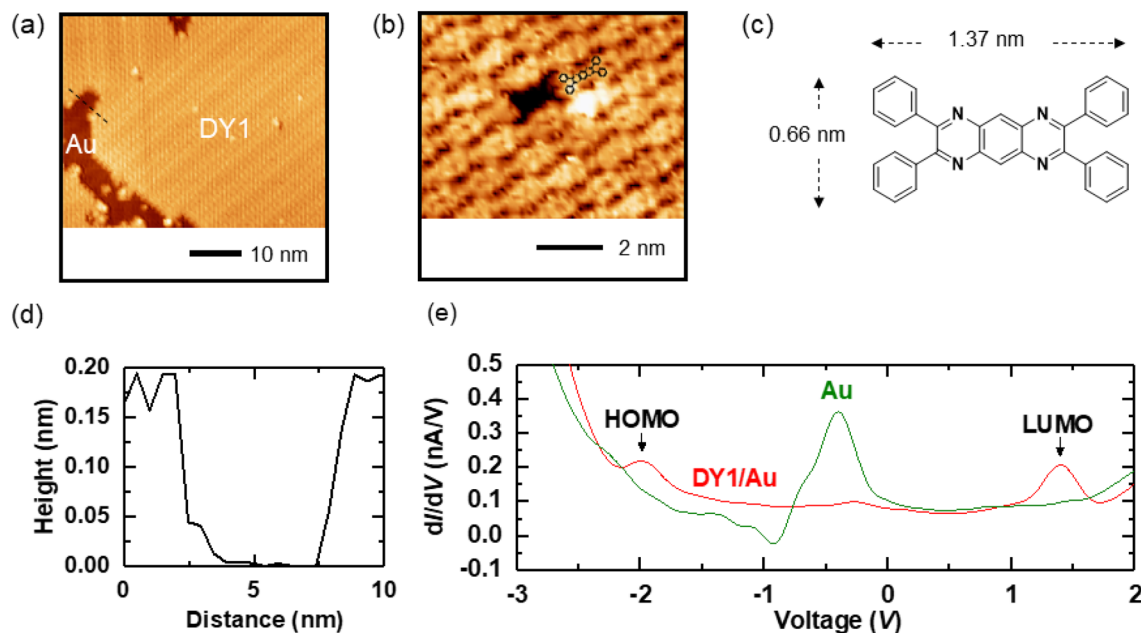 (a)
DY1
Au
10 nm
(b)
2 nm
(c)
1.37 nm
0.66 nm
N
N
N
N
(d)
0.20
0.15
0.10
0.05
0.00
0
5
10
Height (nm)
Distance (nm)
(e)
0.5
0.4
0.3
0.2
0.1
0.0
-0.1
-3
-2
-1
0
1
2
dI/dV (nA/V)
Voltage (V)
HOMO
Au
LUMO
DY1/Au